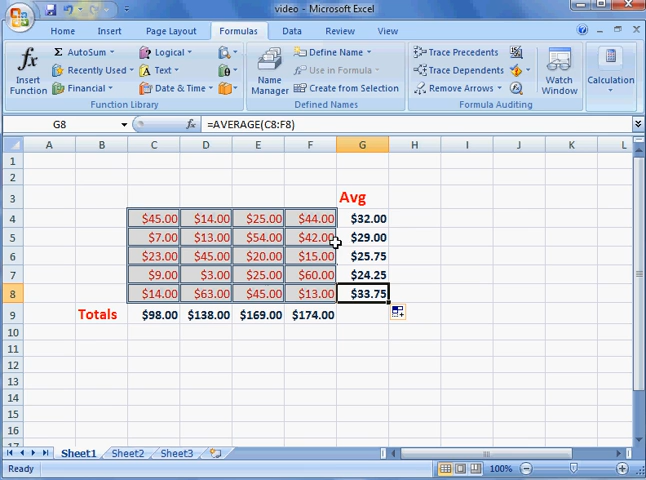 video - Microsoft Excel
Home Insert Page Layout Formulas Data Review View
fx Σ AutoSum Logical Define Name Trace Precedents
Insert Function Recently Used A Text Name Manager fx Use in Formula Trace Dependents Watch Window Calculation
Financial Date & Time Create from Selection Remove Arrows
Function Library Defined Names Formula Auditing
G8 fx =AVERAGE(C8:F8)
A B C D E F G H I J K L
1
2
3 Avg
4 $45.00 $14.00 $25.00 $44.00 $32.00
5 $7.00 $13.00 $54.00 $42.00 $29.00
6 $23.00 $45.00 $20.00 $15.00 $25.75
7 $9.00 $3.00 $25.00 $60.00 $24.25
8 $14.00 $63.00 $45.00 $13.00 $33.75
9 Totals $98.00 $138.00 $169.00 $174.00
10
11
12
13
14
15
16
17
Sheet1 Sheet2 Sheet3
Ready 100%